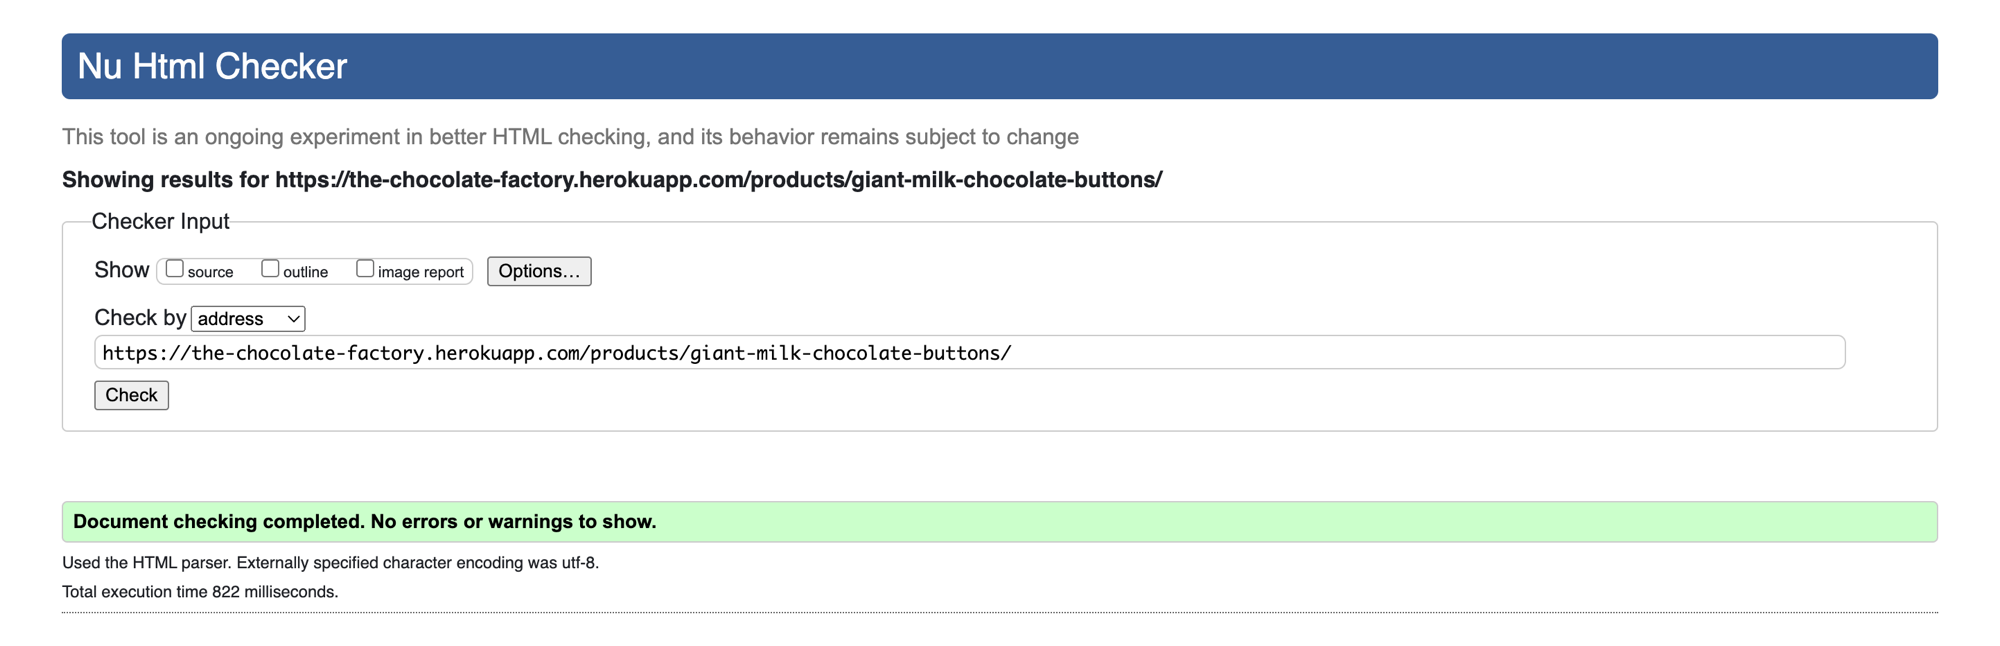 Nu Html Checker
This tool is an ongoing experiment in better HTML checking, and its behavior remains subject to change
Showing results for https://the-chocolate-factory.herokuapp.com/products/giant-milk-chocolate-buttons/
Checker Input
Show source outline image report Options...
Check by address
https://the-chocolate-factory.herokuapp.com/products/giant-milk-chocolate-buttons/
Check
Document checking completed. No errors or warnings to show.
Used the HTML parser. Externally specified character encoding was utf-8.
Total execution time 822 milliseconds.